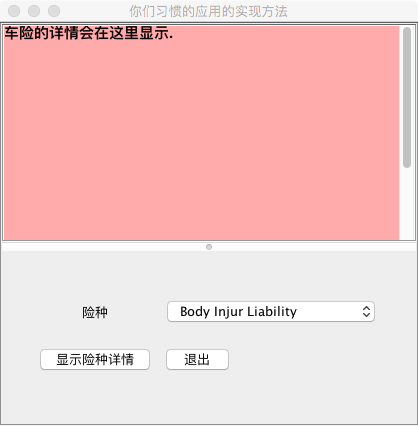 你们习惯的应用的实现方法
车险的详情会在这里显示.
险种
Body Injur Liability
显示险种详情
退出